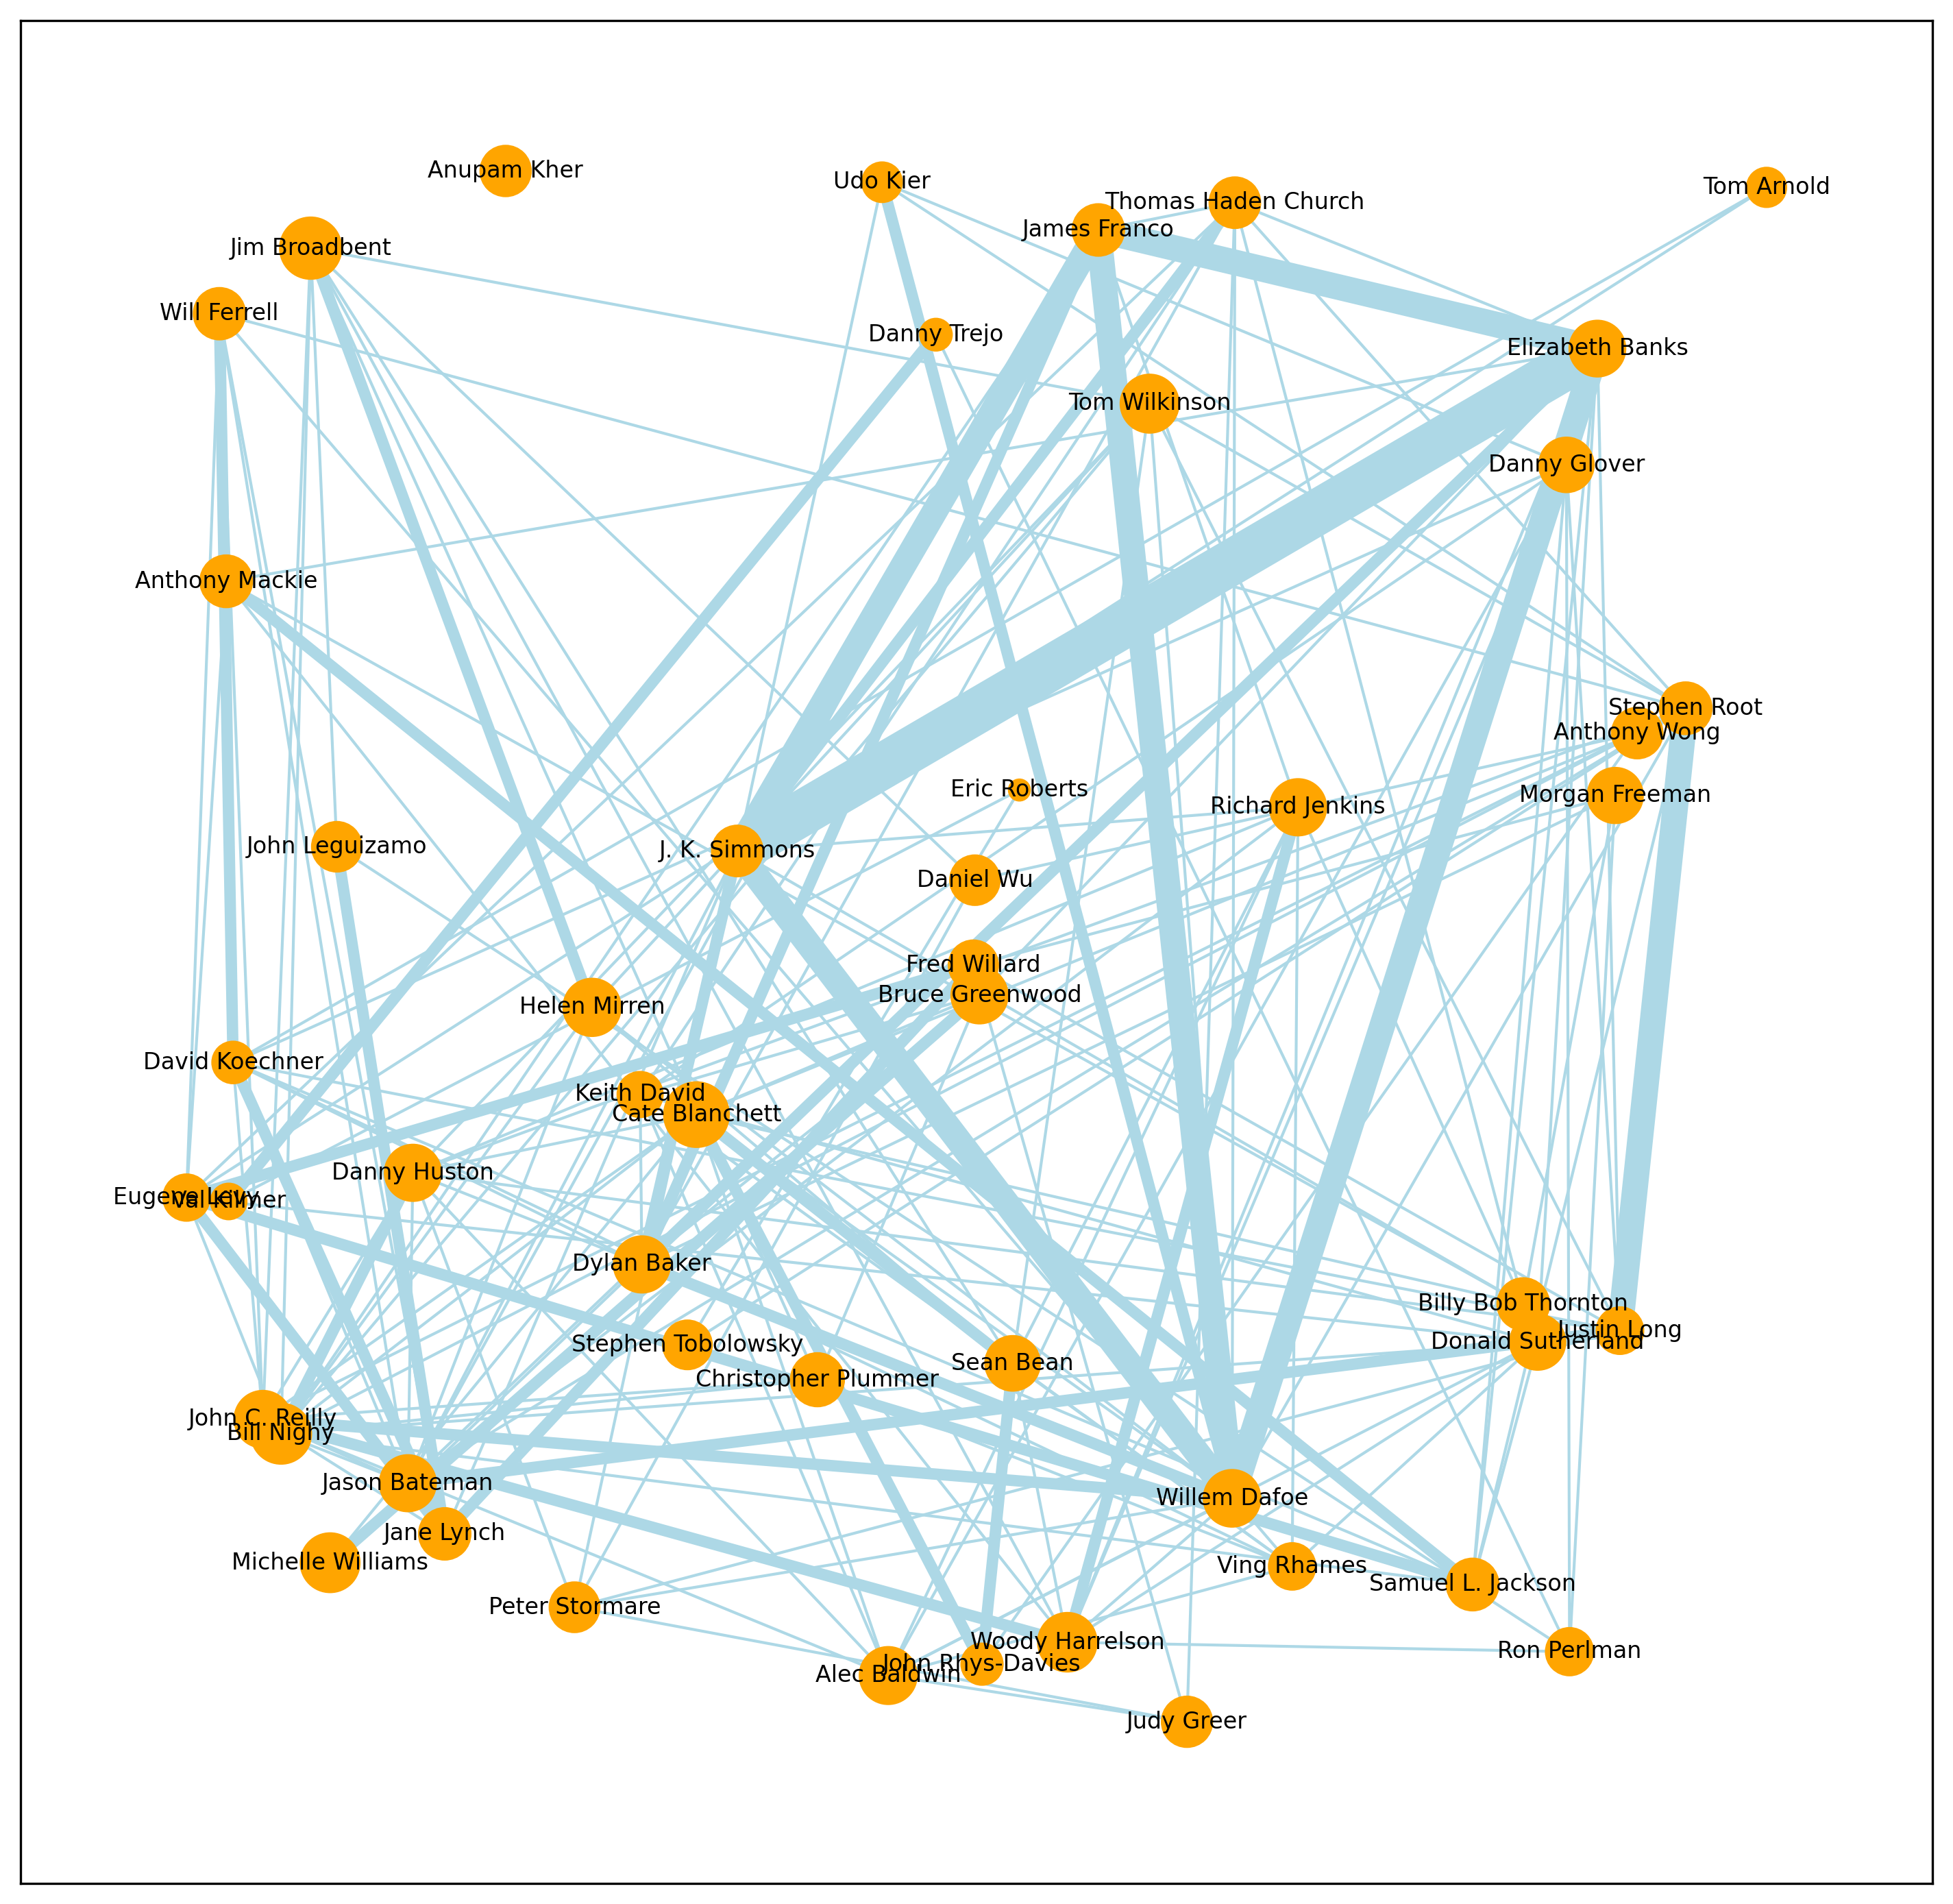 Anupam Kher
Udo Kier
Tom Arnold
Thomas Haden Church
James Franco
Jim Broadbent
Will Ferrell
Danny Trejo
Elizabeth Banks
Tom Wilkinson
Danny Glover
Anthony Mackie
Stephen Root
Anthony Wong
Eric Roberts
Morgan Freeman
Richard Jenkins
John Leguizamo
J. K. Simmons
Daniel Wu
Fred Willard
Bruce Greenwood
Helen Mirren
David Koechner
Keith David
Cate Blanchett
Danny Huston
Eugene Levy
Val Kilmer
Dylan Baker
Billy Bob Thornton
Justin Long
Donald Sutherland
Stephen Tobolowsky
Sean Bean
Christopher Plummer
John C. Reilly
Bill Nighy
Jason Bateman
Willem Dafoe
Jane Lynch
Michelle Williams
Ving Rhames
Samuel L. Jackson
Peter Stormare
Woody Harrelson
Ron Perlman
John Rhys-Davies
Alec Baldwin
Judy Greer